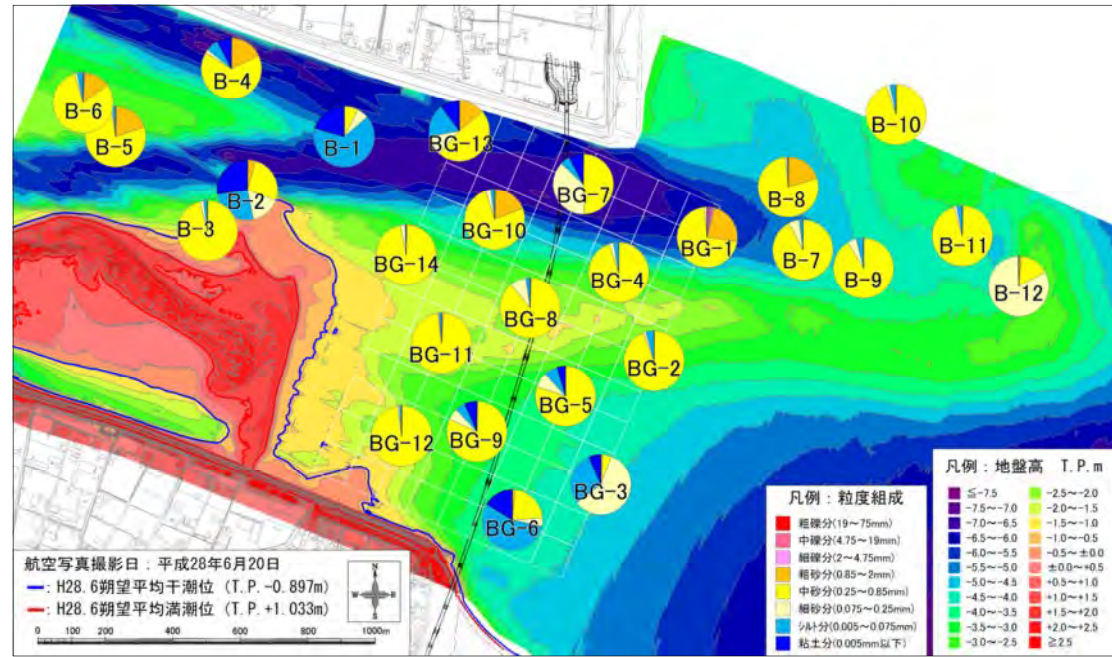 B-4
B-10
B-6
B-5
B-1
BG-13
BG-7
B-8
B-2
B-3
BG-10
BG-1
B-7
B-11
BG-14
BG-4
B-9
B-12
BG-8
BG-11
BG-2
BG-5
BG-12
BG-9
BG-3
BG-6
航空写真撮影日：平成28年6月20日
━：H28.6朔望平均干潮位 (T.P.-0.897m)
━：H28.6朔望平均満潮位 (T.P.+1.033m)
N
W E
S
0 200 400 600 800 1000m
凡例：粒度組成
粗礫分(19～75mm)
中礫分(4.75～19mm)
細礫分(2～4.75mm)
粗砂分(0.85～2mm)
中砂分(0.25～0.85mm)
細砂分(0.075～0.25mm)
シルト分(0.005～0.075mm)
粘土分(0.005mm以下)
凡例：地盤高 T.P.m
≦-7.5
-7.5～-7.0
-7.0～-6.5
-6.5～-6.0
-6.0～-5.5
-5.5～-5.0
-5.0～-4.5
-4.5～-4.0
-4.0～-3.5
-3.5～-3.0
-3.0～-2.5
-2.5～-2.0
-2.0～-1.5
-1.5～-1.0
-1.0～-0.5
-0.5～±0.0
±0.0～+0.5
+0.5～+1.0
+1.0～+1.5
+1.5～+2.0
+2.0～+2.5
≧2.5